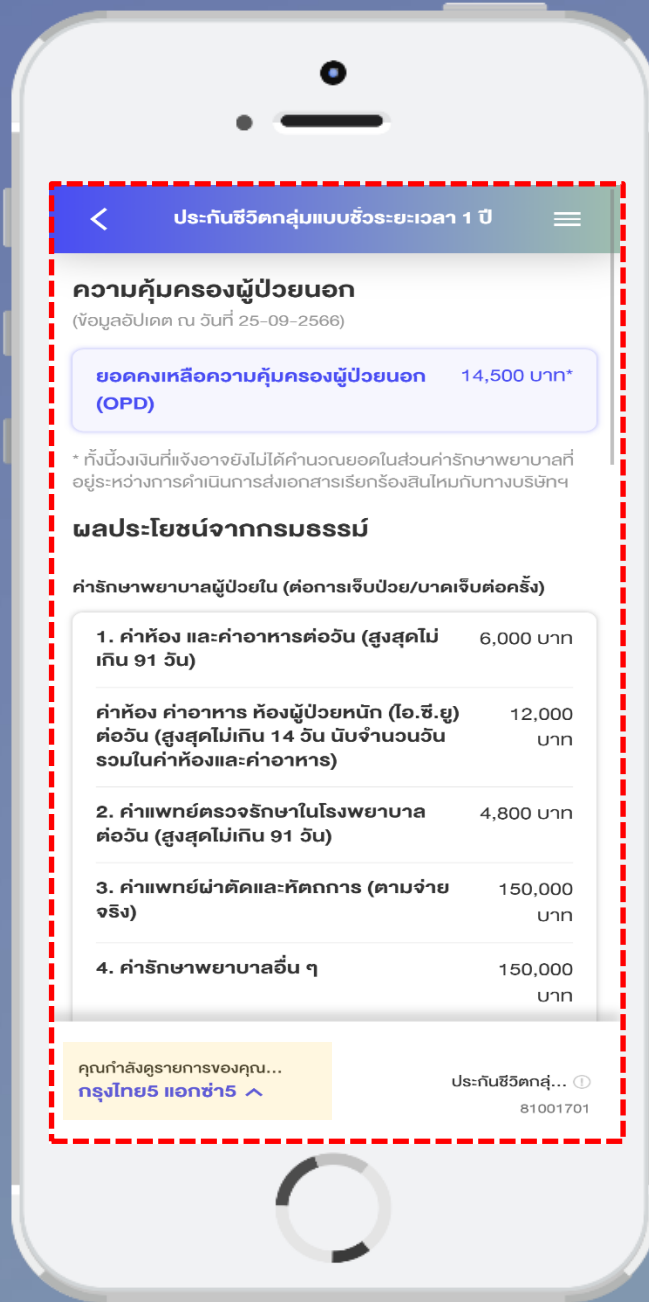 ประกันชีวิตกลุ่มแบบชั่วระยะเวลา 1 ปี
ความคุ้มครองผู้ป่วยนอก
(ข้อมูลอัปเดต ณ วันที่ 25-09-2566)
ยอดคงเหลือความคุ้มครองผู้ป่วยนอก 14,500 บาท*
(OPD)
* ทั้งนี้วงเงินที่แจ้งอาจยังไม่ได้คำนวณยอดในส่วนค่ารักษาพยาบาลที่
อยู่ระหว่างการดำเนินการส่งเอกสารเรียกร้องสินไหมกับทางบริษัทฯ
ผลประโยชน์จากกรมธรรม์
ค่ารักษาพยาบาลผู้ป่วยใน (ต่อการเจ็บป่วย/บาดเจ็บต่อครั้ง)
1. ค่าห้อง และค่าอาหารต่อวัน (สูงสุดไม่ 6,000 บาท
เกิน 91 วัน)
ค่าห้อง ค่าอาหาร ห้องผู้ป่วยหนัก (ไอ.ซี.ยู) 12,000
ต่อวัน (สูงสุดไม่เกิน 14 วัน นับจำนวนวัน บาท
รวมในค่าห้องและค่าอาหาร)
2. ค่าแพทย์ตรวจรักษาในโรงพยาบาล 4,800 บาท
ต่อวัน (สูงสุดไม่เกิน 91 วัน)
3. ค่าแพทย์ผ่าตัดและหัตถการ (ตามจ่าย 150,000
จริง) บาท
4. ค่ารักษาพยาบาลอื่น ๆ 150,000
บาท
คุณกำลังดูรายการของคุณ...
กรุงไทย5 แอกซ่า5
ประกันชีวิตกลุ่...
81001701